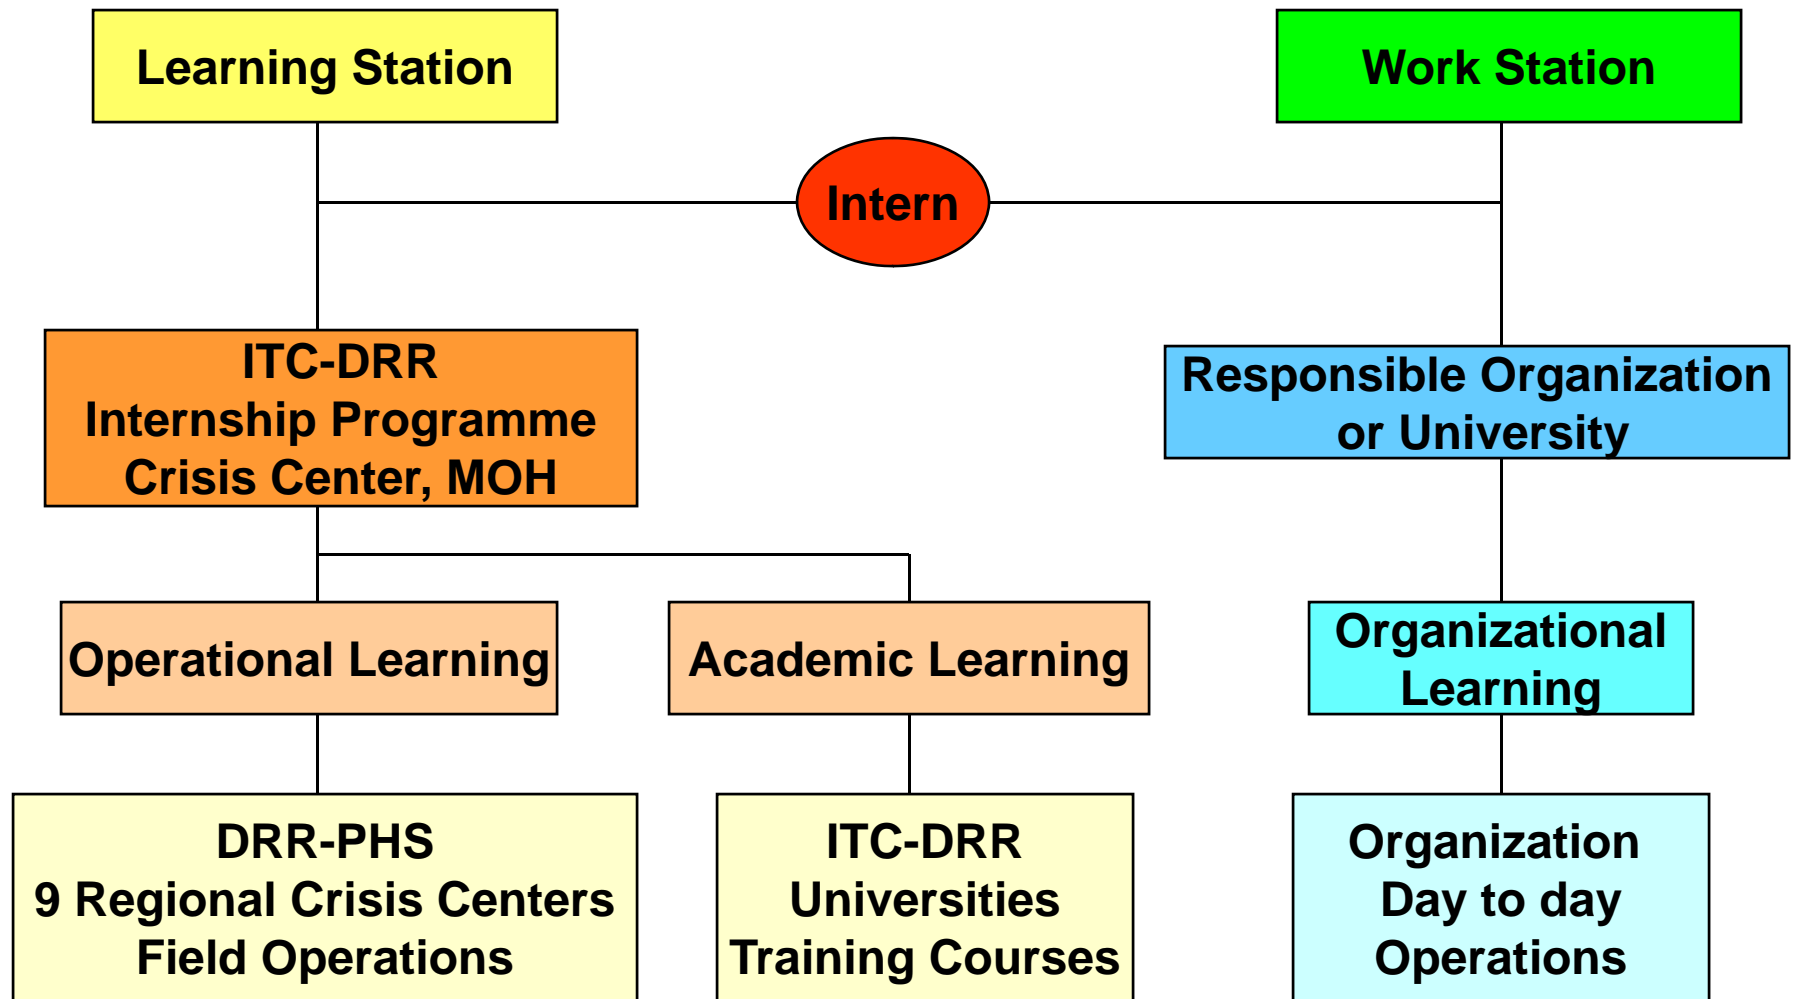 Learning Station
Work Station
Intern
ITC-DRR
Internship Programme
Crisis Center, MOH
Responsible Organization
or University
Operational Learning
Academic Learning
Organizational
Learning
DRR-PHS
9 Regional Crisis Centers
Field Operations
ITC-DRR
Universities
Training Courses
Organization
Day to day
Operations